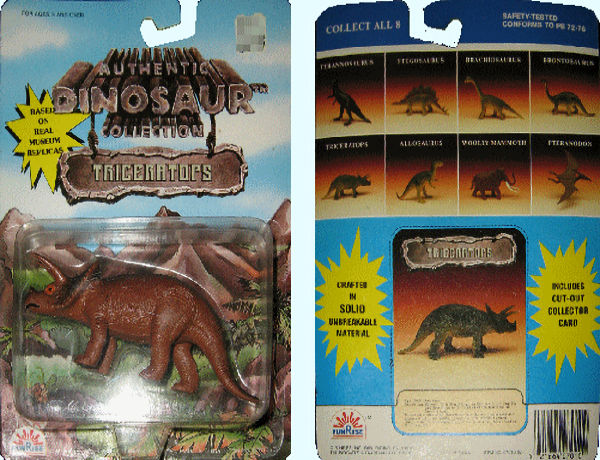 FOR AGES 3 AND OVER
AUTHENTIC
DINOSAUR
COLLECTION
BASED
ON
REAL
MUSEUM
REPLICAS
TRICERATOPS
FUNRISE
COLLECT ALL 8
SAFETY-TESTED
CONFORMS TO PS 72-76
TYRANNOSAURUS STEGOSAURUS BRACHIOSAURUS BRONTOSAURUS
TRICERATOPS ALLOSAURUS WOOLLY MAMMOTH PTERANODON
TRICERATOPS
CRAFTED
IN
SOLID
UNBREAKABLE
MATERIAL
INCLUDES
CUT-OUT
COLLECTOR
CARD
FUNRISE